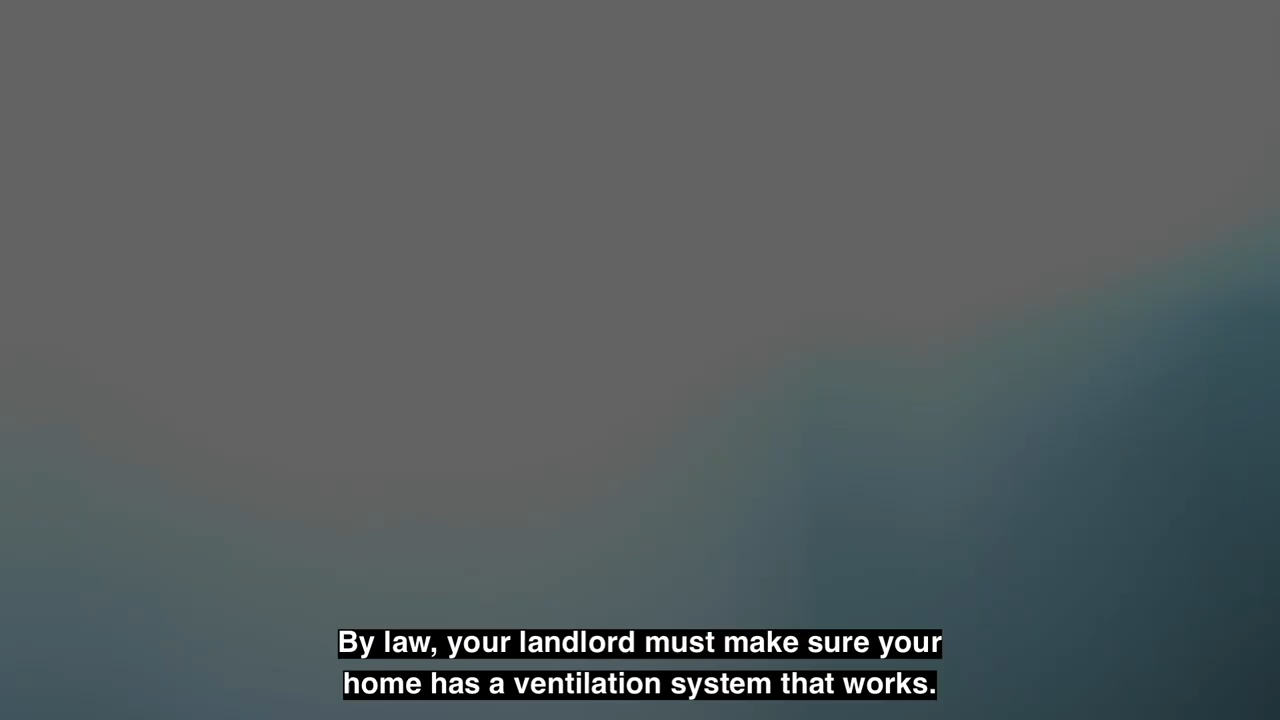 By law, your landlord must make sure your
home has a ventilation system that works.